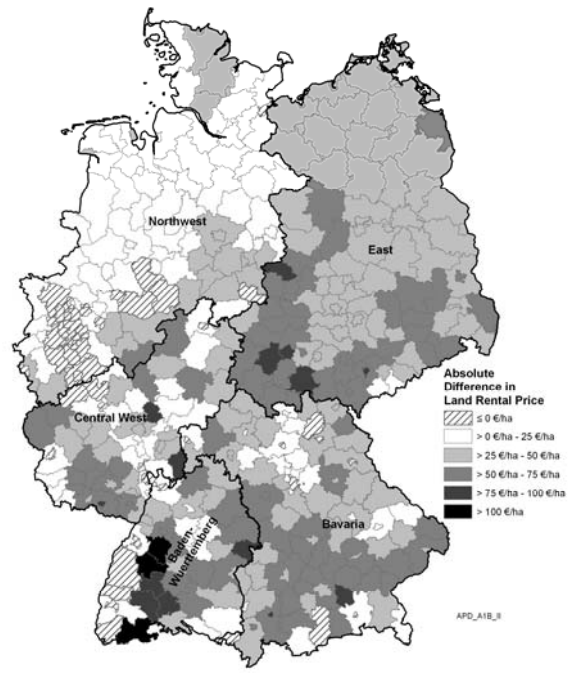 Northwest
East
Central West
Baden-
Wuerttemberg
Bavaria
Absolute
Difference in
Land Rental Price
≤ 0 €/ha
> 0 €/ha - 25 €/ha
> 25 €/ha - 50 €/ha
> 50 €/ha - 75 €/ha
> 75 €/ha - 100 €/ha
> 100 €/ha
APD_A1B_II